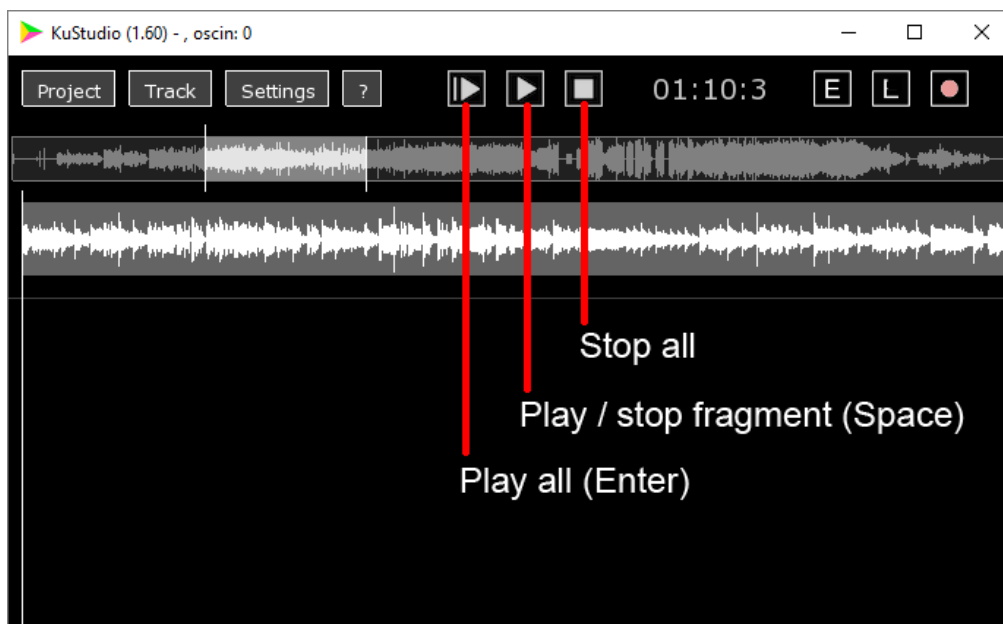 KuStudio (1.60) - , oscin: 0
Project Track Settings ? 01:10:3 E L
Stop all
Play / stop fragment (Space)
Play all (Enter)